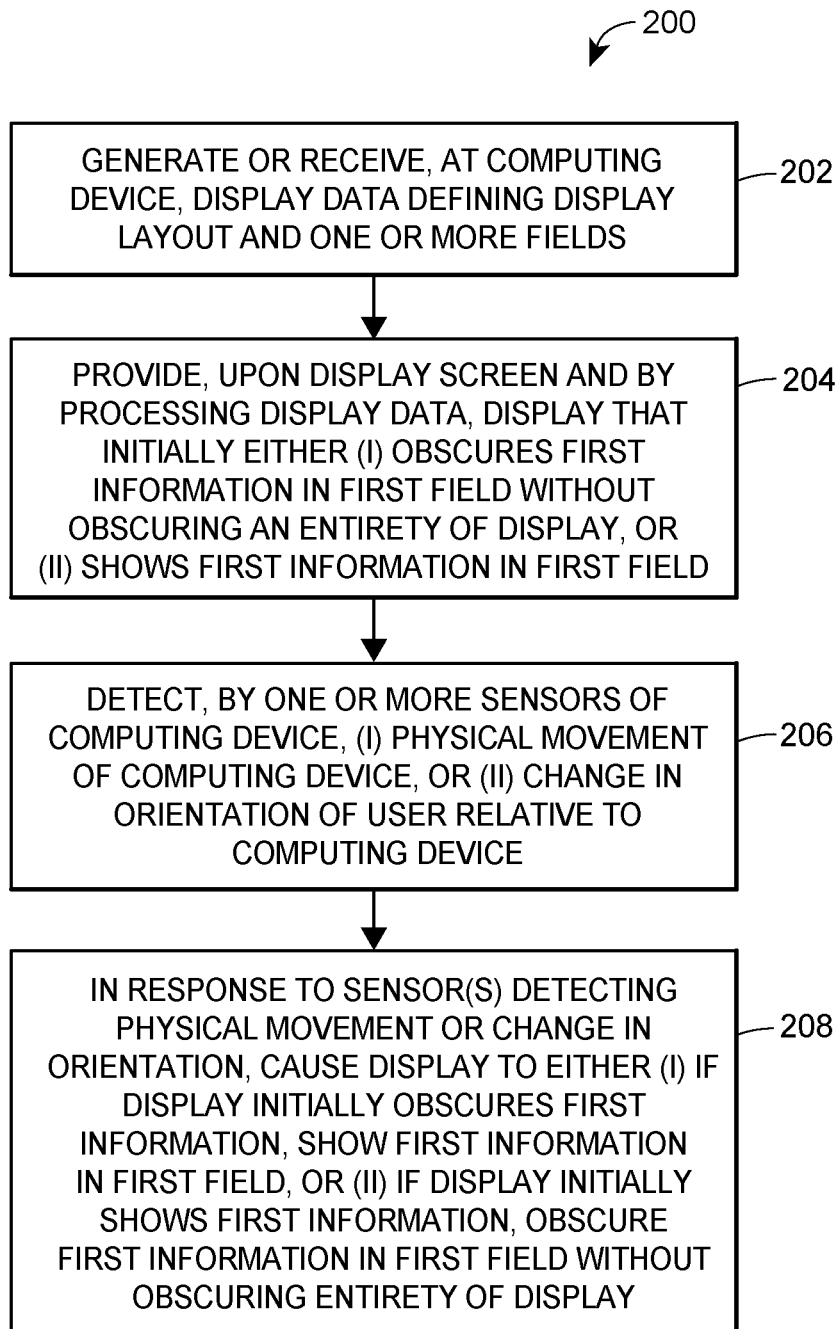 200
GENERATE OR RECEIVE, AT COMPUTING
DEVICE, DISPLAY DATA DEFINING DISPLAY
LAYOUT AND ONE OR MORE FIELDS
202
PROVIDE, UPON DISPLAY SCREEN AND BY
PROCESSING DISPLAY DATA, DISPLAY THAT
INITIALLY EITHER (I) OBSCURES FIRST
INFORMATION IN FIRST FIELD WITHOUT
OBSCURING AN ENTIRETY OF DISPLAY, OR
(II) SHOWS FIRST INFORMATION IN FIRST FIELD
204
DETECT, BY ONE OR MORE SENSORS OF
COMPUTING DEVICE, (I) PHYSICAL MOVEMENT
OF COMPUTING DEVICE, OR (II) CHANGE IN
ORIENTATION OF USER RELATIVE TO
COMPUTING DEVICE
206
IN RESPONSE TO SENSOR(S) DETECTING
PHYSICAL MOVEMENT OR CHANGE IN
ORIENTATION, CAUSE DISPLAY TO EITHER (I) IF
DISPLAY INITIALLY OBSCURES FIRST
INFORMATION, SHOW FIRST INFORMATION
IN FIRST FIELD, OR (II) IF DISPLAY INITIALLY
SHOWS FIRST INFORMATION, OBSCURE
FIRST INFORMATION IN FIRST FIELD WITHOUT
OBSCURING ENTIRETY OF DISPLAY
208